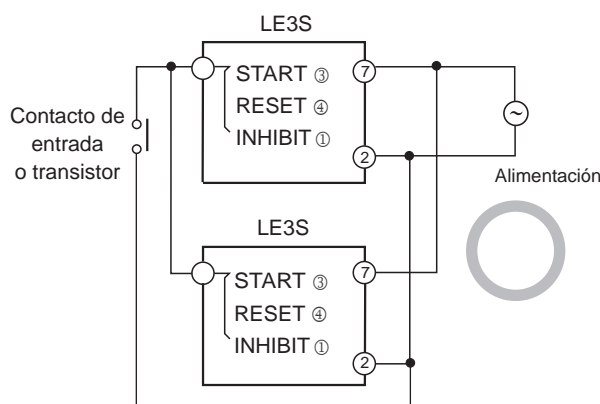 LE3S
START ③
RESET ④
INHIBIT ①
7
2
Contacto de
entrada
o transistor
~
Alimentación
LE3S
START ③
RESET ④
INHIBIT ①
7
2